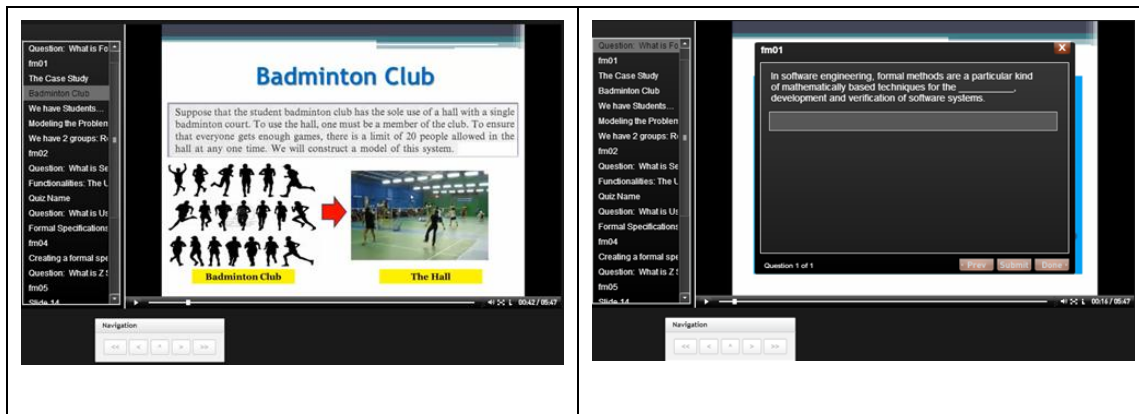 Question: What is Fo
fm01
The Case Study
Badminton Club
We have Students...
Modeling the Problem
We have 2 groups: R
fm02
Question: What is Se
Functionalities: The U
Quiz Name
Question: What is Us
Formal Specifications
fm04
Creating a formal spe
Question: What is Z S
fm05
Slide 14
Badminton Club
Suppose that the student badminton club has the sole use of a hall with a single
badminton court. To use the hall, one must be a member of the club. To ensure
that everyone gets enough games, there is a limit of 20 people allowed in the
hall at any one time. We will construct a model of this system.
Badminton Club
The Hall
00:42 / 05:47
Navigation
<< < ^ > >>
Question: What is Fo
fm01
The Case Study
Badminton Club
We have Students...
Modeling the Problem
We have 2 groups: R
fm02
Question: What is Se
Functionalities: The U
Quiz Name
Question: What is Us
Formal Specifications
fm04
Creating a formal spe
Question: What is Z S
fm05
Slide 14
fm01
X
In software engineering, formal methods are a particular kind
of mathematically based techniques for the ___________,
development and verification of software systems.
Question 1 of 1
Prev Submit Done
00:16 / 05:47
Navigation
<< < ^ > >>